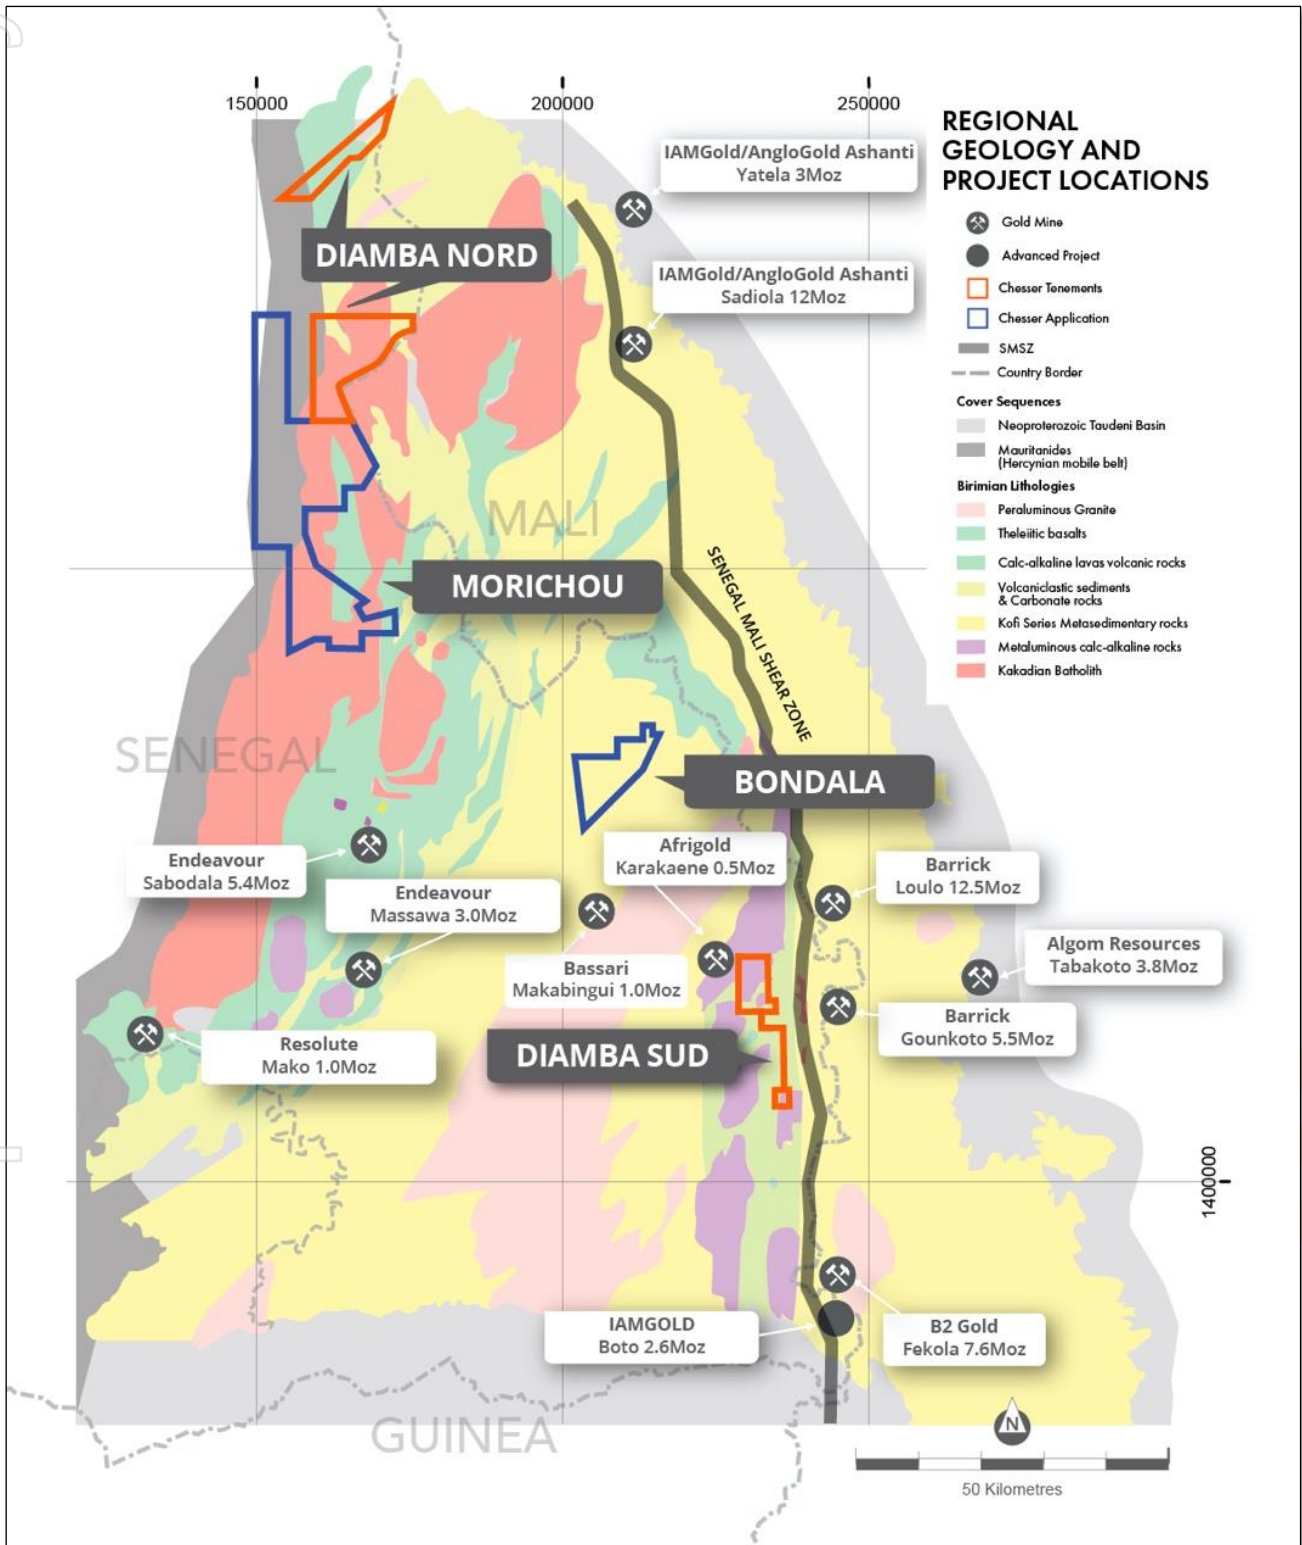 150000
200000
250000
REGIONAL
GEOLOGY AND
PROJECT LOCATIONS
Gold Mine
Advanced Project
Chesser Tenements
Chesser Application
SMSZ
Country Border
Cover Sequences
Neoproterozoic Taudeni Basin
Mauritanides
(Hercynian mobile belt)
Birimian Lithologies
Peraluminous Granite
Theleiitic basalts
Calc-alkaline lavas volcanic rocks
Volcaniclastic sediments
& Carbonate rocks
Kofi Series Metasedimentary rocks
Metaluminous calc-alkaline rocks
Kakadian Batholith
IAMGold/AngloGold Ashanti
Yatela 3Moz
DIAMBA NORD
IAMGold/AngloGold Ashanti
Sadiola 12Moz
MALI
MORICHOU
SENEGAL MALI SHEAR ZONE
SENEGAL
BONDALA
Endeavour
Sabodala 5.4Moz
Afrigold
Karakaene 0.5Moz
Barrick
Loulo 12.5Moz
Endeavour
Massawa 3.0Moz
Algom Resources
Tabakoto 3.8Moz
Bassari
Makabingui 1.0Moz
Barrick
Gounkoto 5.5Moz
Resolute
Mako 1.0Moz
DIAMBA SUD
1400000
IAMGOLD
Boto 2.6Moz
B2 Gold
Fekola 7.6Moz
GUINEA
N
50 Kilometres